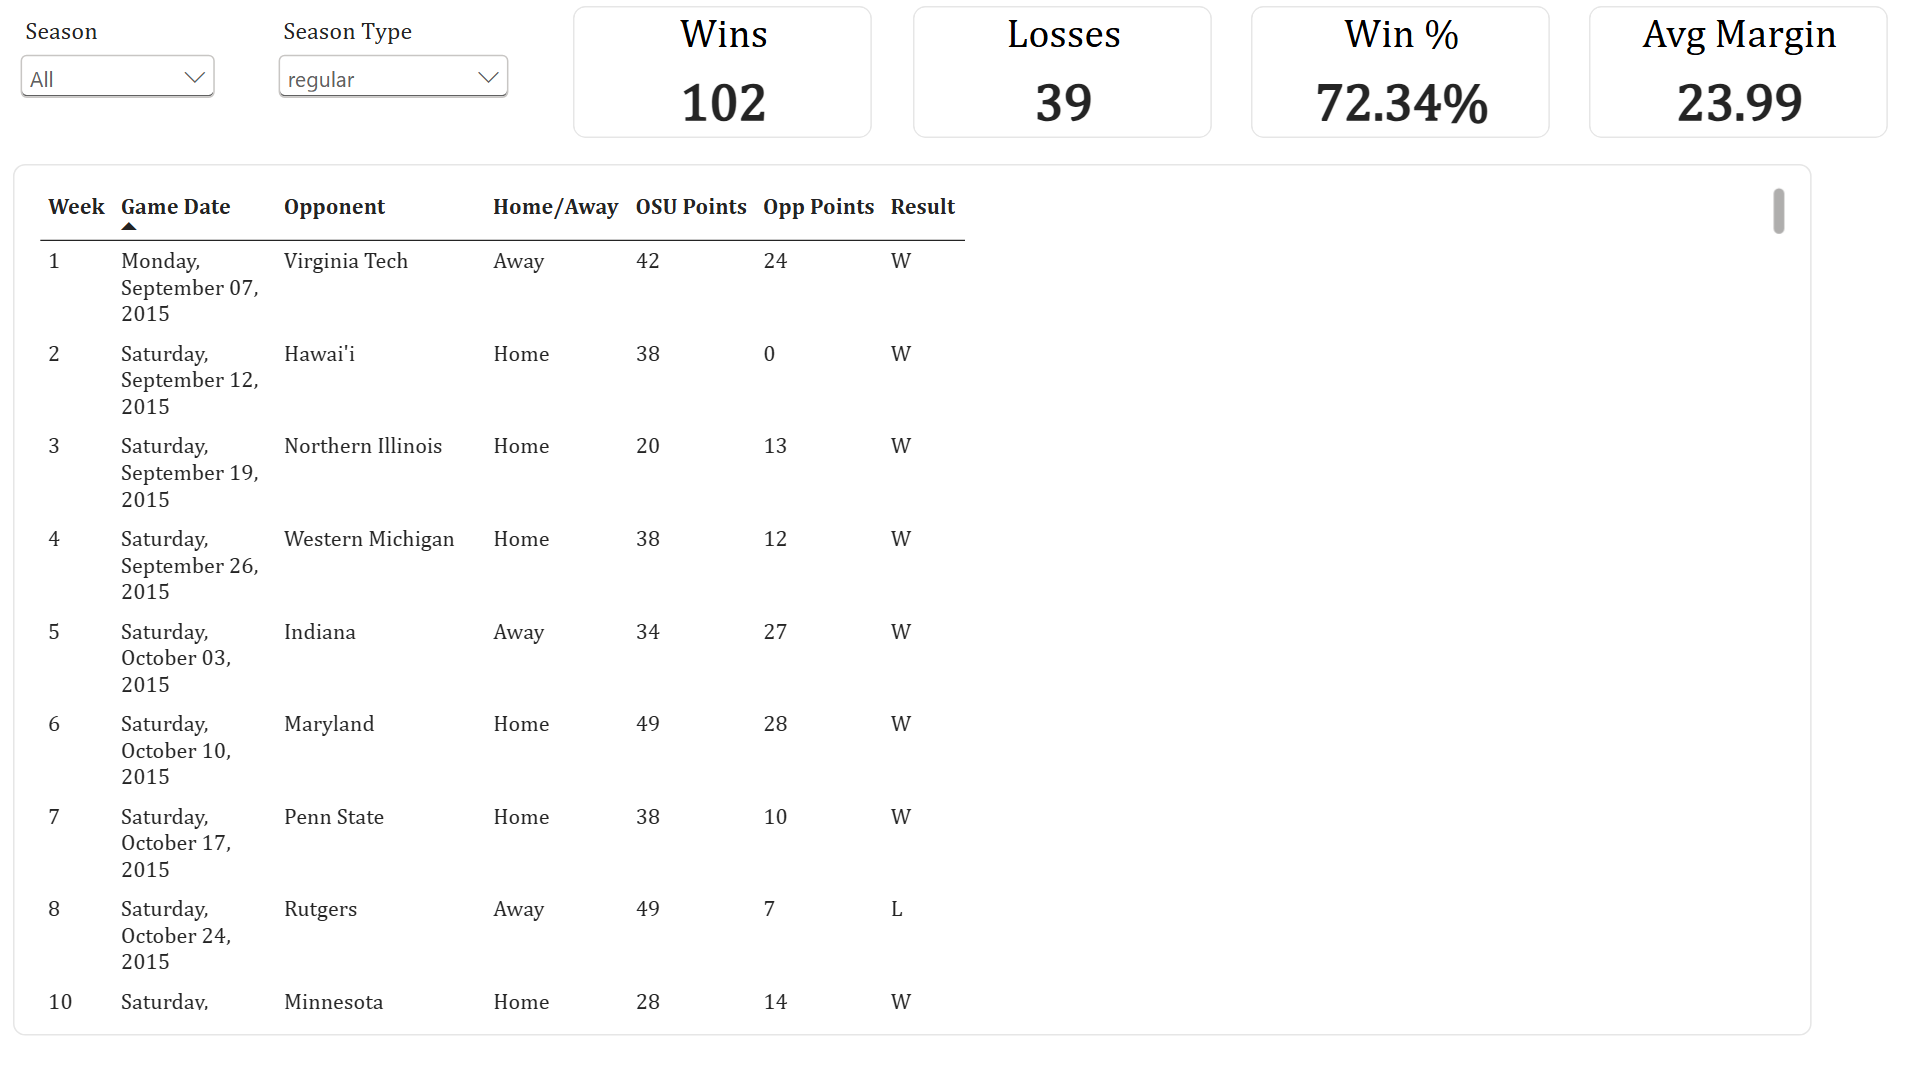 Season
All
Season Type
regular
Wins
102
Losses
39
Win %
72.34%
Avg Margin
23.99
Week Game Date Opponent Home/Away OSU Points Opp Points Result
1 Monday, September 07, 2015 Virginia Tech Away 42 24 W
2 Saturday, September 12, 2015 Hawai'i Home 38 0 W
3 Saturday, September 19, 2015 Northern Illinois Home 20 13 W
4 Saturday, September 26, 2015 Western Michigan Home 38 12 W
5 Saturday, October 03, 2015 Indiana Away 34 27 W
6 Saturday, October 10, 2015 Maryland Home 49 28 W
7 Saturday, October 17, 2015 Penn State Home 38 10 W
8 Saturday, October 24, 2015 Rutgers Away 49 7 L
10 Saturday, Minnesota Home 28 14 W